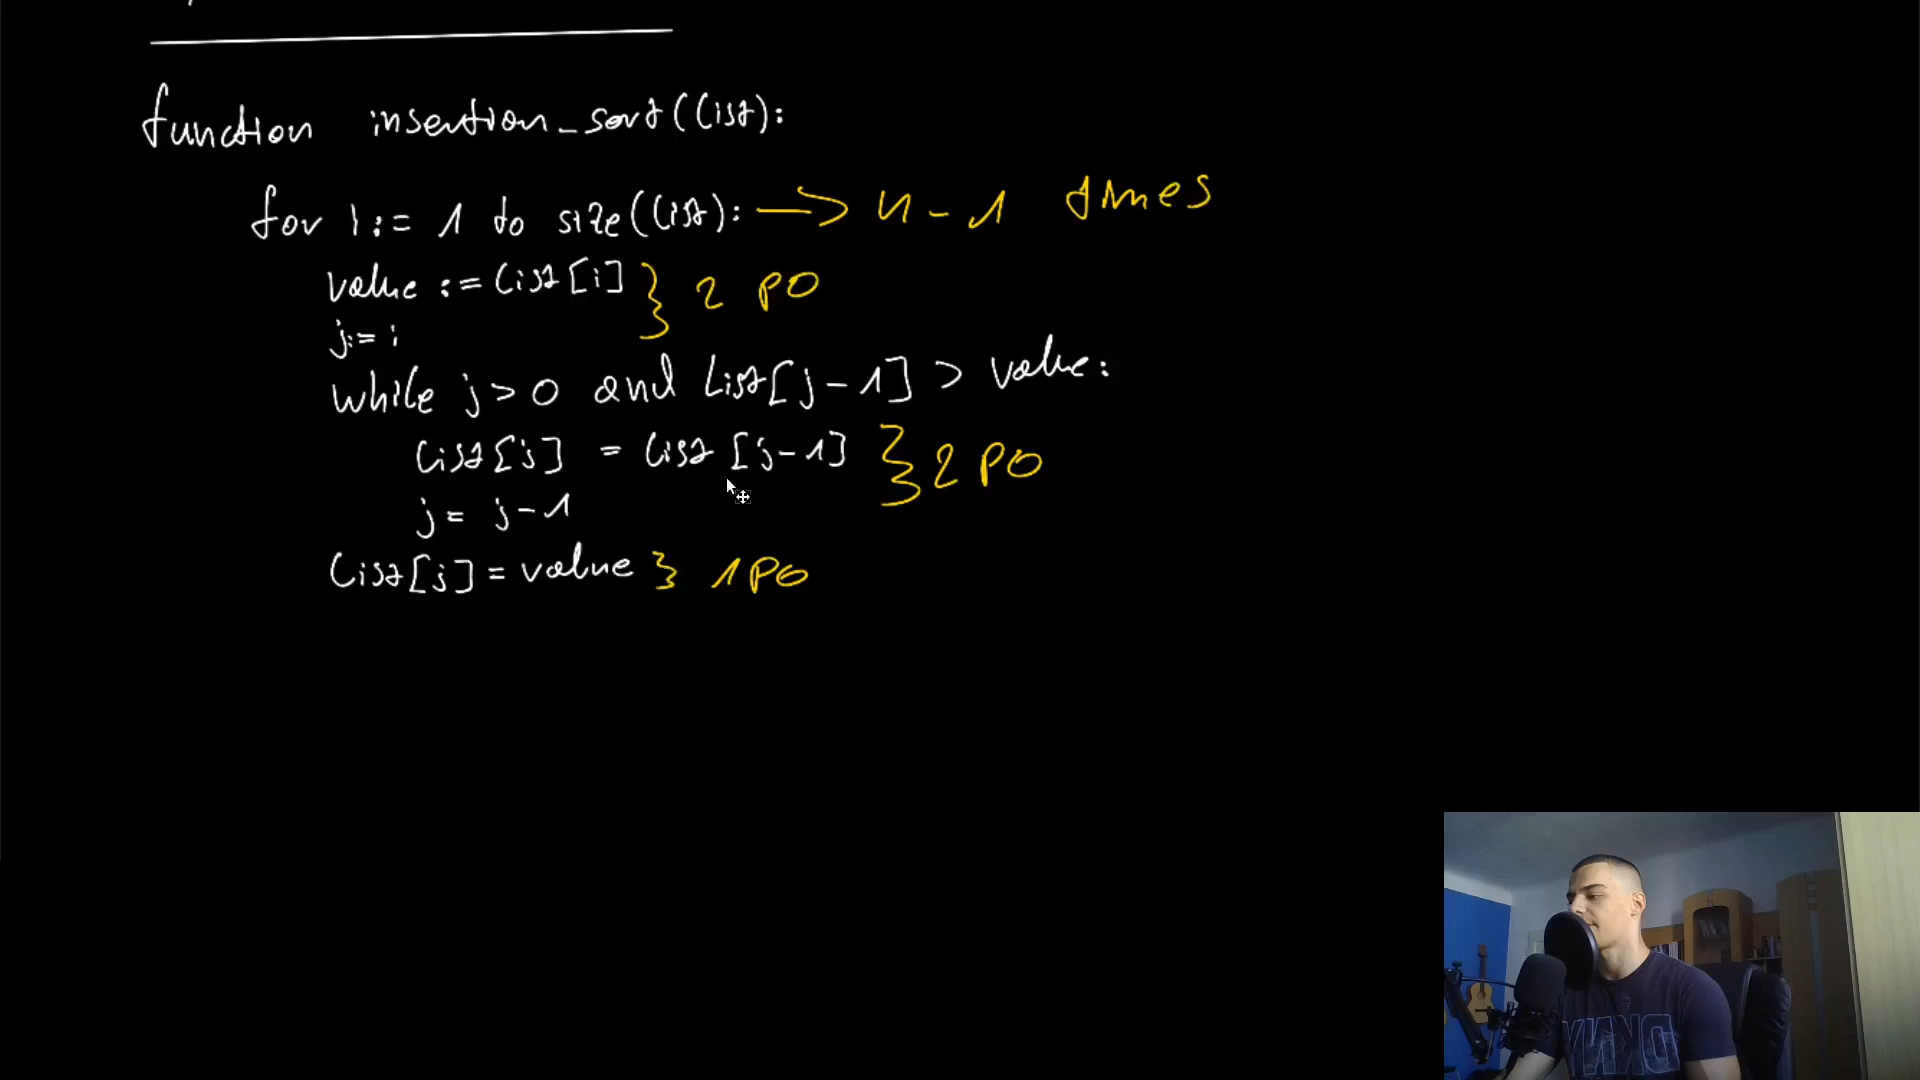 function insertion_sort(list):
for i := 1 to size(list): → n - 1 times
value := list[i] } 2 PO
j := i
while j > 0 and list[j - 1] > value:
list[j] = list[j - 1] } 2 PO
j = j - 1
list[j] = value } 1 PO